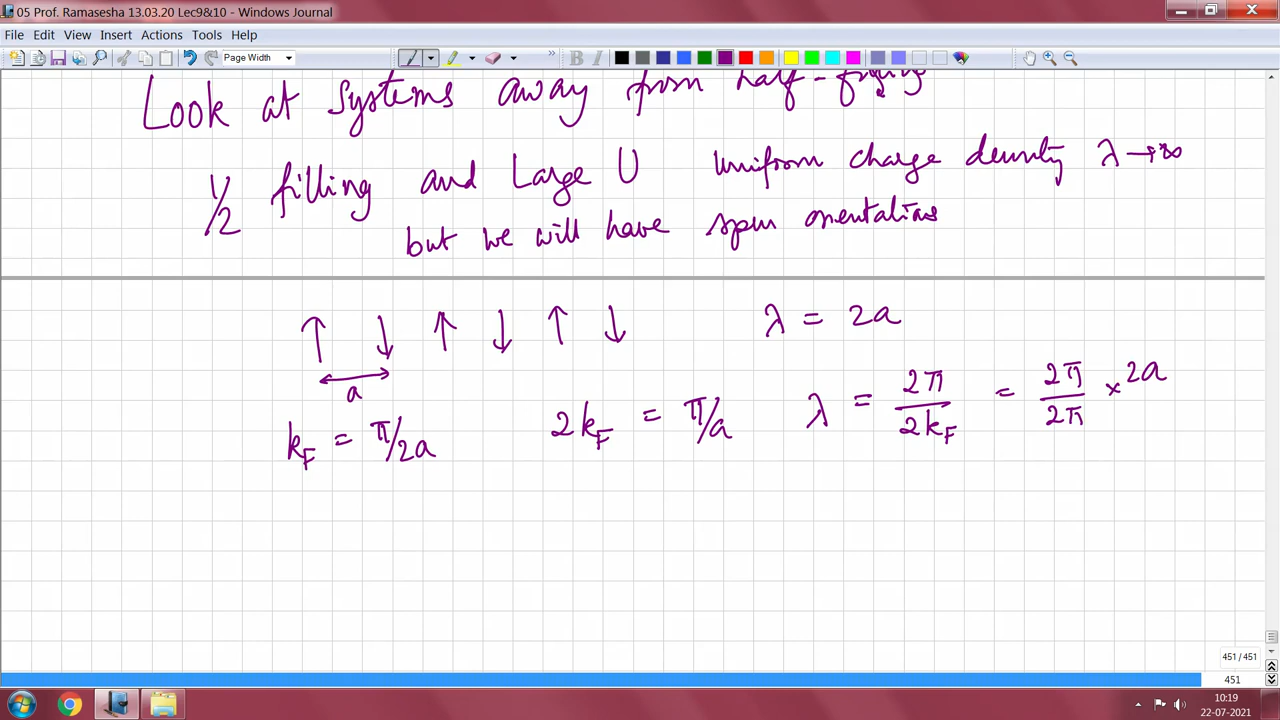 05 Prof. Ramasesha 13.03.20 Lec9&10 - Windows Journal
File Edit View Insert Actions Tools Help
Page Width
B I
Look at systems away from half-filling
1/2 filling and Large U uniform charge density λ → ∞
but we will have spin orientations
↑ ↓ ↑ ↓ ↑ ↓ λ = 2a
a
k_F = π/2a 2k_F = π/a λ = 2π/2k_F = 2π/2π × 2a
451 / 451
451
10:19
22-07-2021